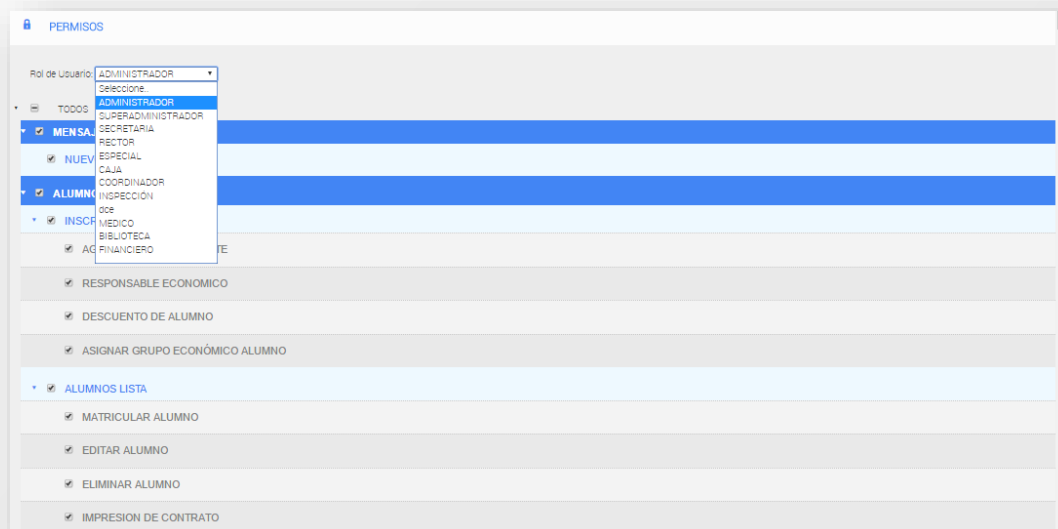 PERMISOS
Rol de Usuario: ADMINISTRADOR
Seleccione..
ADMINISTRADOR
SUPERADMINISTRADOR
SECRETARIA
RECTOR
ESPECIAL
CAJA
COORDINADOR
INSPECCIÓN
dce
MEDICO
BIBLIOTECA
FINANCIERO
TODOS
RESPONSABLE ECONOMICO
DESCUENTO DE ALUMNO
ASIGNAR GRUPO ECONÓMICO ALUMNO
ALUMNOS LISTA
MATRICULAR ALUMNO
EDITAR ALUMNO
ELIMINAR ALUMNO
IMPRESION DE CONTRATO